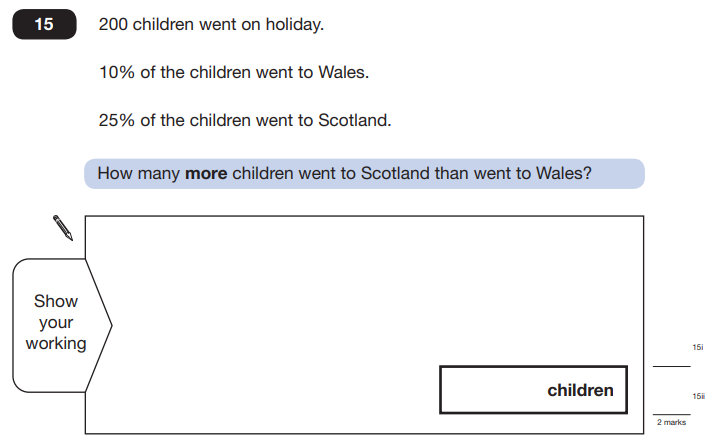 15 200 children went on holiday.
10% of the children went to Wales.
25% of the children went to Scotland.
How many more children went to Scotland than went to Wales?
Show
your
working
children
15i
15ii
2 marks